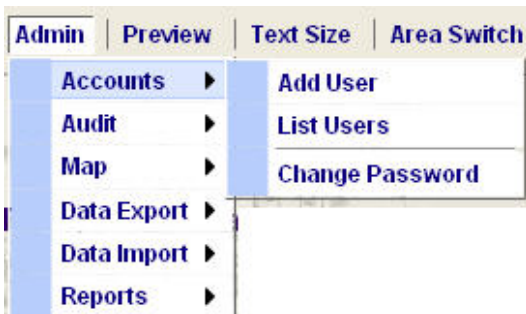 Admin | Preview | Text Size | Area Switch
Accounts
Add User
Audit
List Users
Map
Change Password
Data Export
Data Import
Reports